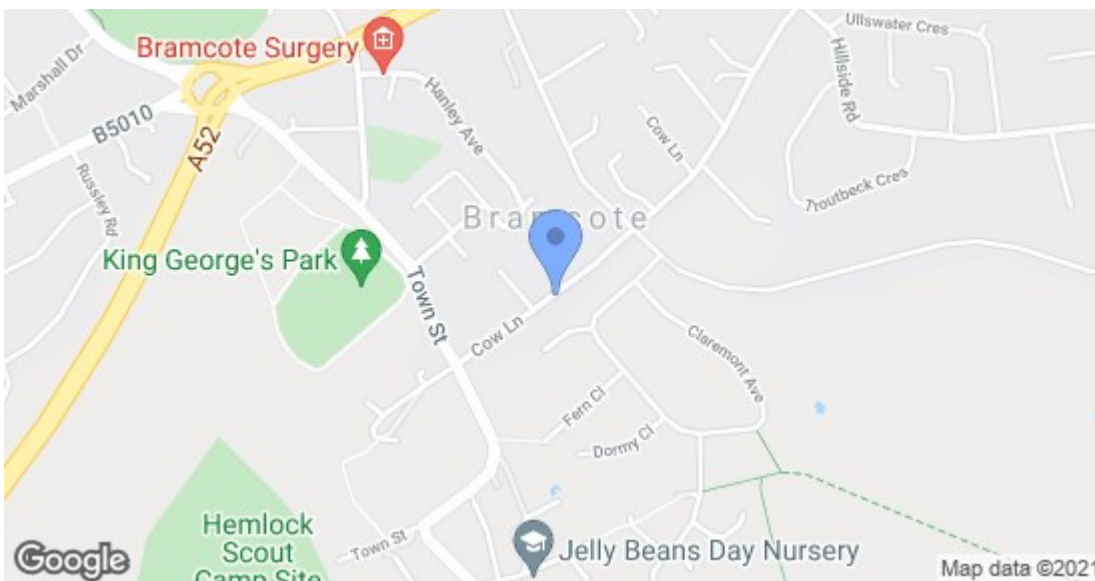 Ullswater Cres
Bramcote Surgery
Marshall Dr
Hillside Rd
Hanley Ave
B5010
A52
Cow Ln
Russley Rd
Troutbeck Cres
Bramcote
King George's Park
Town St
Cow Ln
Claremont Ave
Fern Cl
Dormy Cl
Hemlock
Scout
Camp Site
Town St
Jelly Beans Day Nursery
Google
Map data ©2021